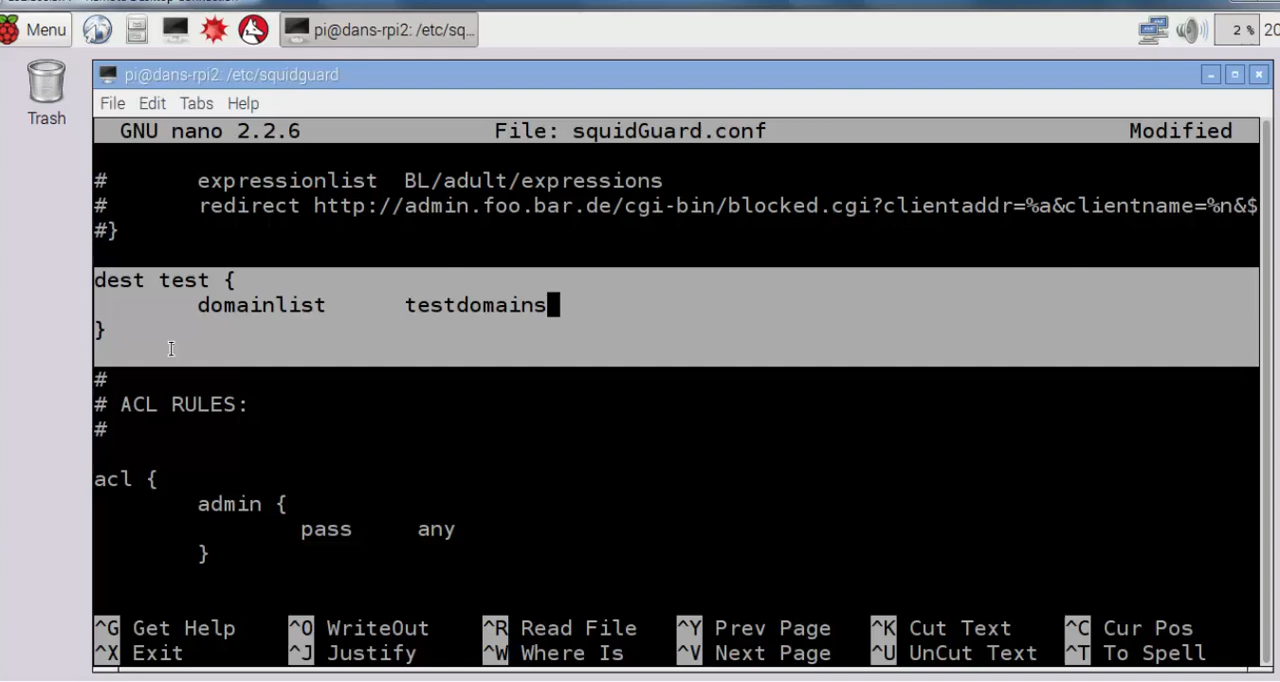 Menu
pi@dans-rpi2: /etc/sq...
2 %
20
Trash
pi@dans-rpi2: /etc/squidguard
File Edit Tabs Help
GNU nano 2.2.6 File: squidGuard.conf Modified
# expressionlist BL/adult/expressions
# redirect http://admin.foo.bar.de/cgi-bin/blocked.cgi?clientaddr=%a&clientname=%n&$
#}
dest test {
domainlist testdomains
}
#
# ACL RULES:
#
acl {
admin {
pass any
}
^G Get Help ^O WriteOut ^R Read File ^Y Prev Page ^K Cut Text ^C Cur Pos
^X Exit ^J Justify ^W Where Is ^V Next Page ^U UnCut Text ^T To Spell